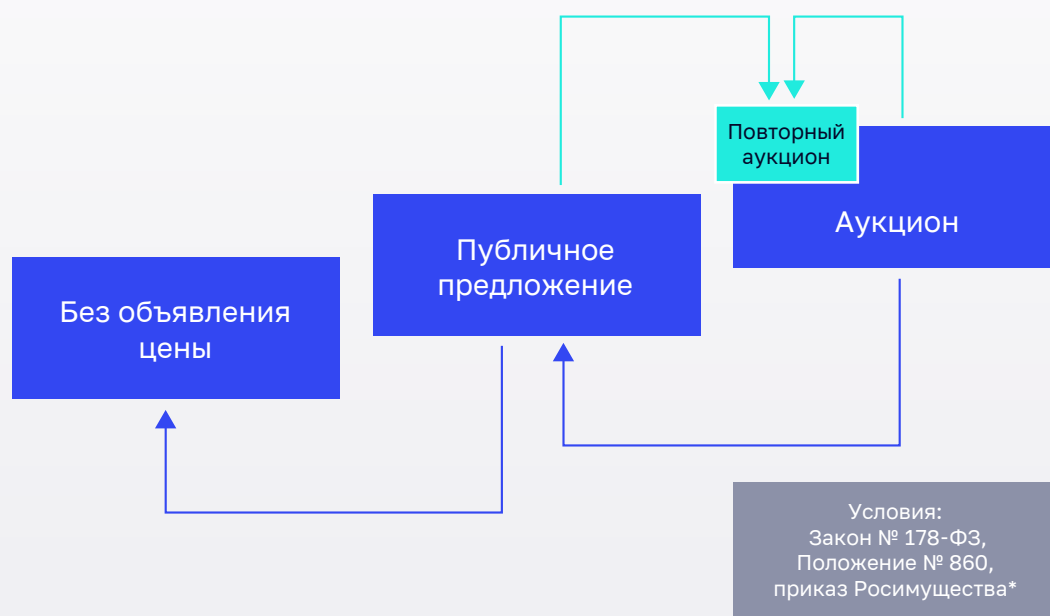 Повторный
аукцион
Аукцион
Публичное
предложение
Без объявления
цены
Условия:
Закон № 178-ФЗ,
Положение № 860,
приказ Росимущества*